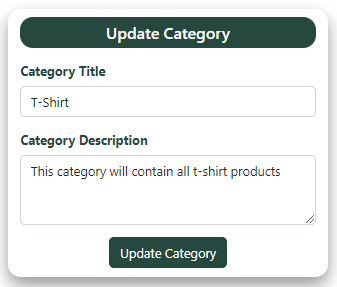 Update Category
Category Title
T-Shirt
Category Description
This category will contain all t-shirt products
Update Category